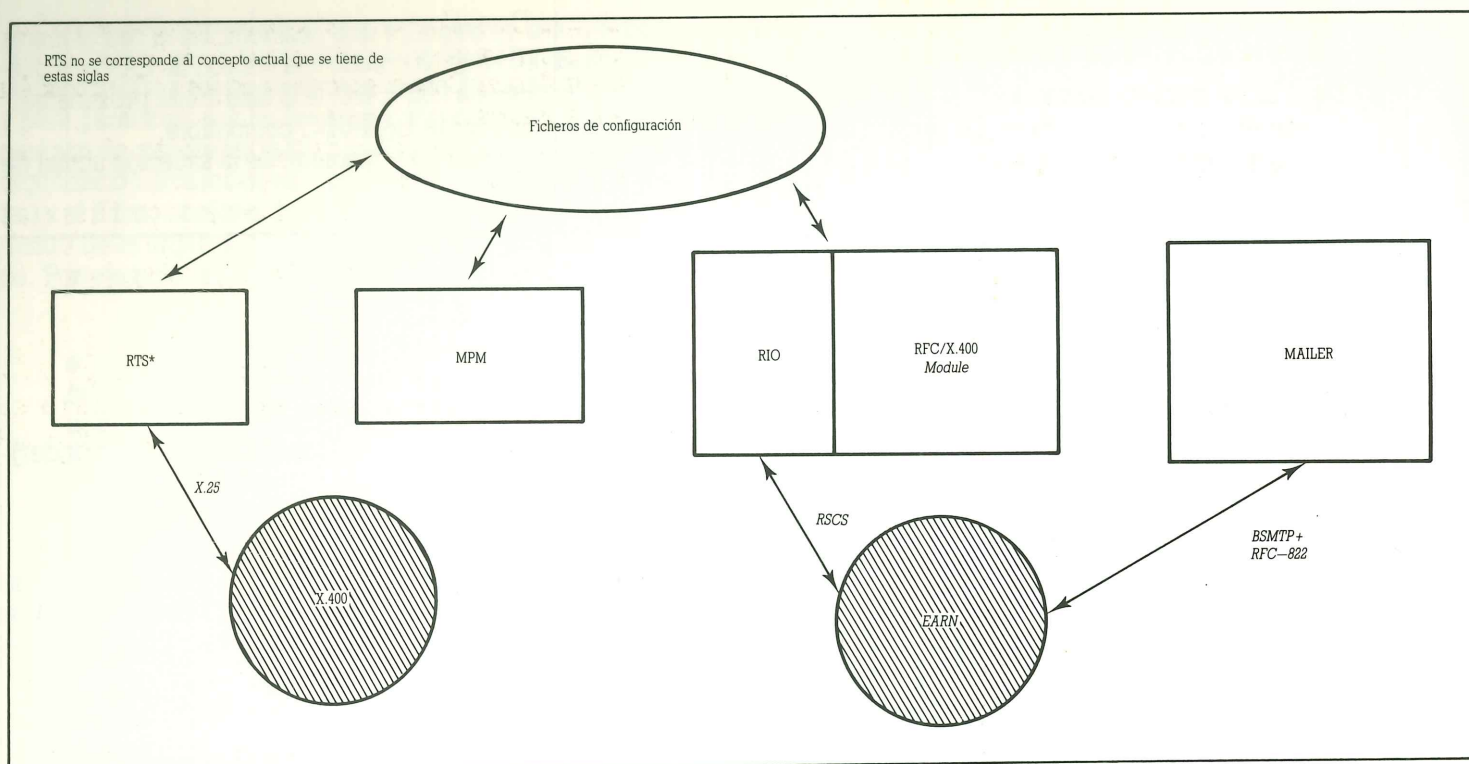 RTS no se corresponde al concepto actual que se tiene de
estas siglas
Ficheros de configuración
RTS*
MPM
RIO
RFC/X.400
Module
MAILER
X.25
RSCS
BSMTP+
RFC—822
X.400
EARN